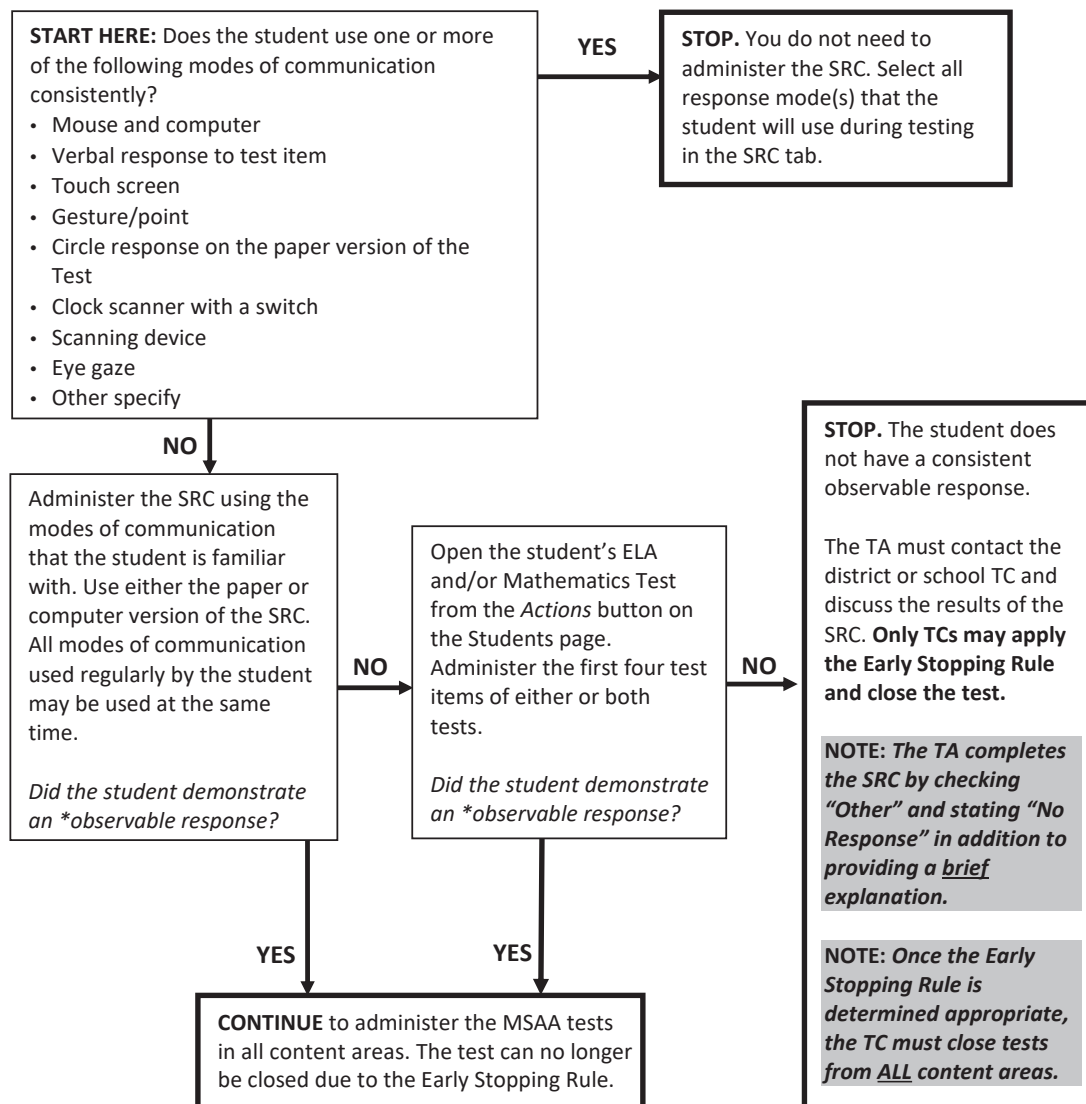 START HERE: Does the student use one or more
of the following modes of communication
consistently?
• Mouse and computer
• Verbal response to test item
• Touch screen
• Gesture/point
• Circle response on the paper version of the
Test
• Clock scanner with a switch
• Scanning device
• Eye gaze
• Other specify
YES
STOP. You do not need to
administer the SRC. Select all
response mode(s) that the
student will use during testing
in the SRC tab.
NO
Administer the SRC using the
modes of communication
that the student is familiar
with. Use either the paper or
computer version of the SRC.
All modes of communication
used regularly by the student
may be used at the same
time.
Did the student demonstrate
an *observable response?
NO
Open the student’s ELA
and/or Mathematics Test
from the Actions button on
the Students page.
Administer the first four test
items of either or both
tests.
Did the student demonstrate
an *observable response?
NO
STOP. The student does
not have a consistent
observable response.
The TA must contact the
district or school TC and
discuss the results of the
SRC. Only TCs may apply
the Early Stopping Rule
and close the test.
NOTE: The TA completes
the SRC by checking
“Other” and stating “No
Response” in addition to
providing a brief
explanation.
NOTE: Once the Early
Stopping Rule is
determined appropriate,
the TC must close tests
from ALL content areas.
YES
YES
CONTINUE to administer the MSAA tests
in all content areas. The test can no longer
be closed due to the Early Stopping Rule.